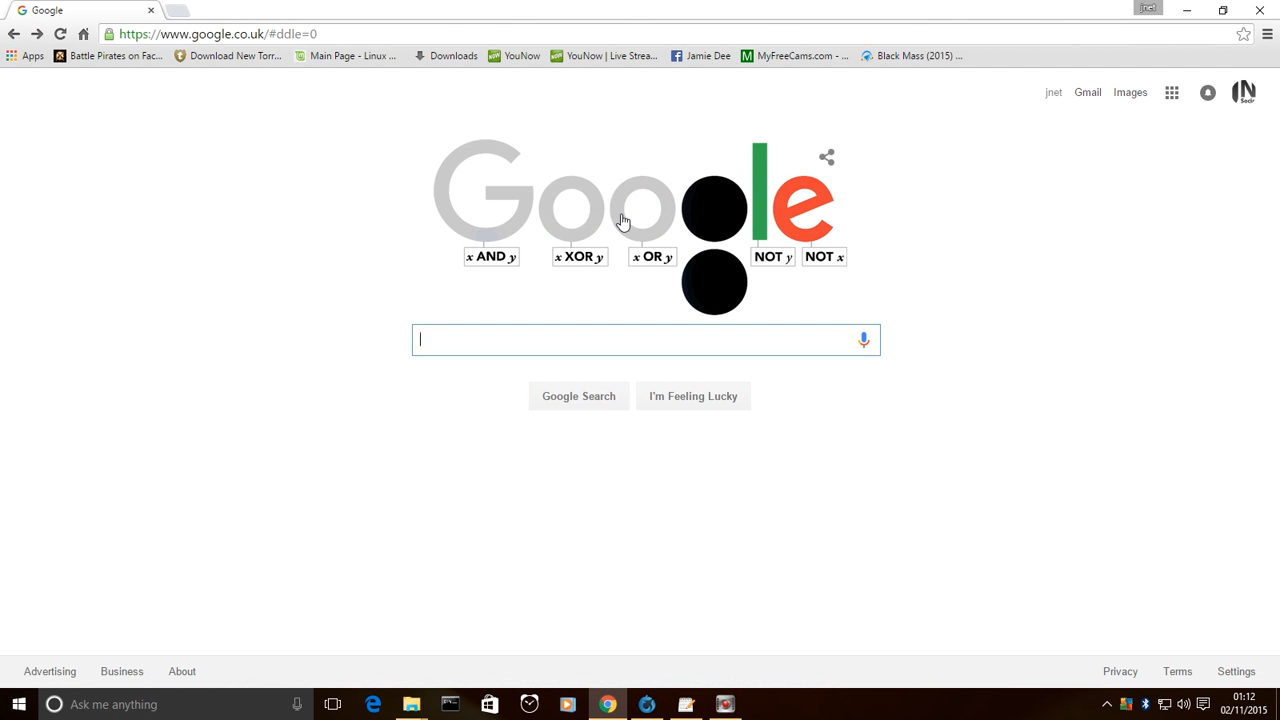 Google
jnet
https://www.google.co.uk/#ddle=0
Apps Battle Pirates on Fac... Download New Torr... Main Page - Linux ... Downloads YouNow YouNow | Live Strea... Jamie Dee MyFreeCams.com - ... Black Mass (2015) ...
jnet Gmail Images
Google
x AND y x XOR y x OR y NOT y NOT x
Google Search I'm Feeling Lucky
Advertising Business About Privacy Terms Settings
Ask me anything
01:12
02/11/2015